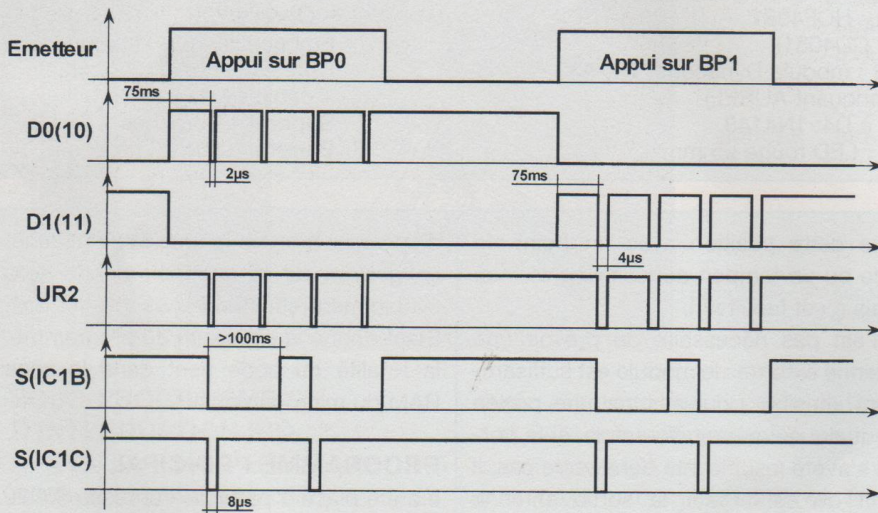 Emetteur
Appui sur BP0
Appui sur BP1
75ms
D0(10)
2µs
75ms
D1(11)
4µs
UR2
>100ms
S(IC1B)
S(IC1C)
8µs